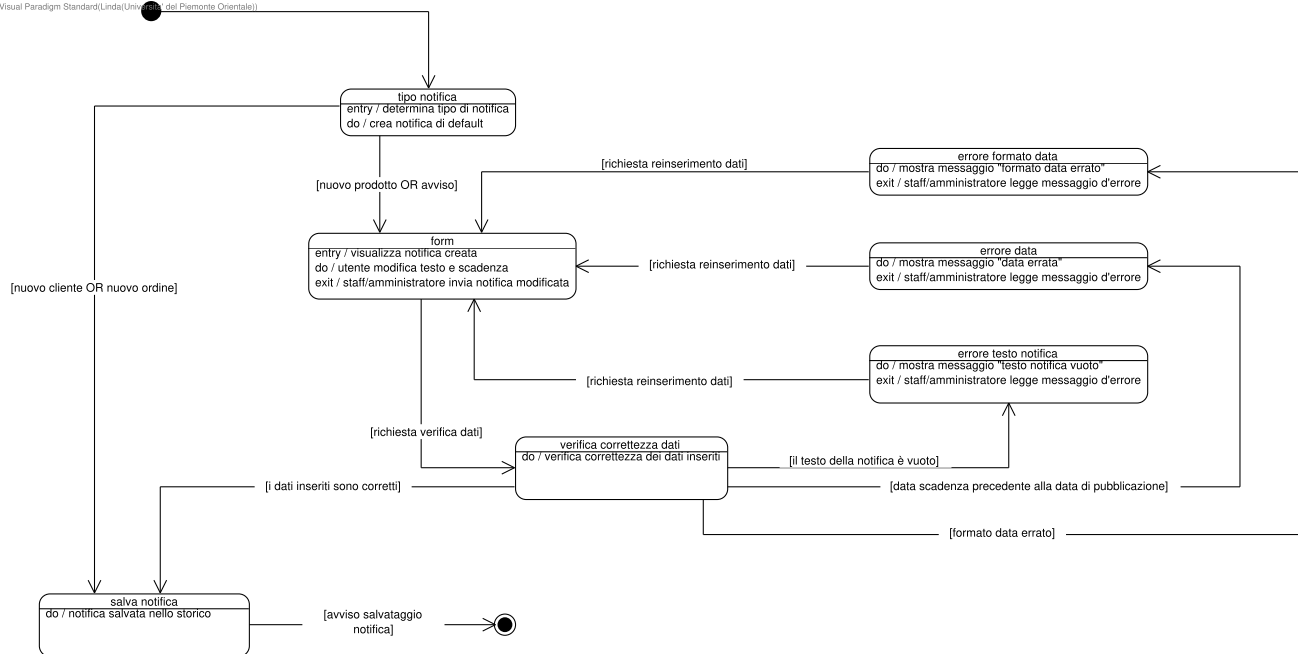 Visual Paradigm Standard(Linda(Universita' del Piemonte Orientale))
tipo notifica
entry / determina tipo di notifica
do / crea notifica di default
errore formato data
do / mostra messaggio "formato data errato"
exit / staff/amministratore legge messaggio d'errore
[richiesta reinserimento dati]
[nuovo prodotto OR avviso]
form
entry / visualizza notifica creata
do / utente modifica testo e scadenza
exit / staff/amministratore invia notifica modificata
[richiesta reinserimento dati]
errore data
do / mostra messaggio "data errata"
exit / staff/amministratore legge messaggio d'errore
[nuovo cliente OR nuovo ordine]
errore testo notifica
do / mostra messaggio "testo notifica vuoto"
exit / staff/amministratore legge messaggio d'errore
[richiesta reinserimento dati]
[richiesta verifica dati]
verifica correttezza dati
do / verifica correttezza dei dati inseriti
[il testo della notifica è vuoto]
[i dati inseriti sono corretti]
[data scadenza precedente alla data di pubblicazione]
[formato data errato]
salva notifica
do / notifica salvata nello storico
[avviso salvataggio
notifica]